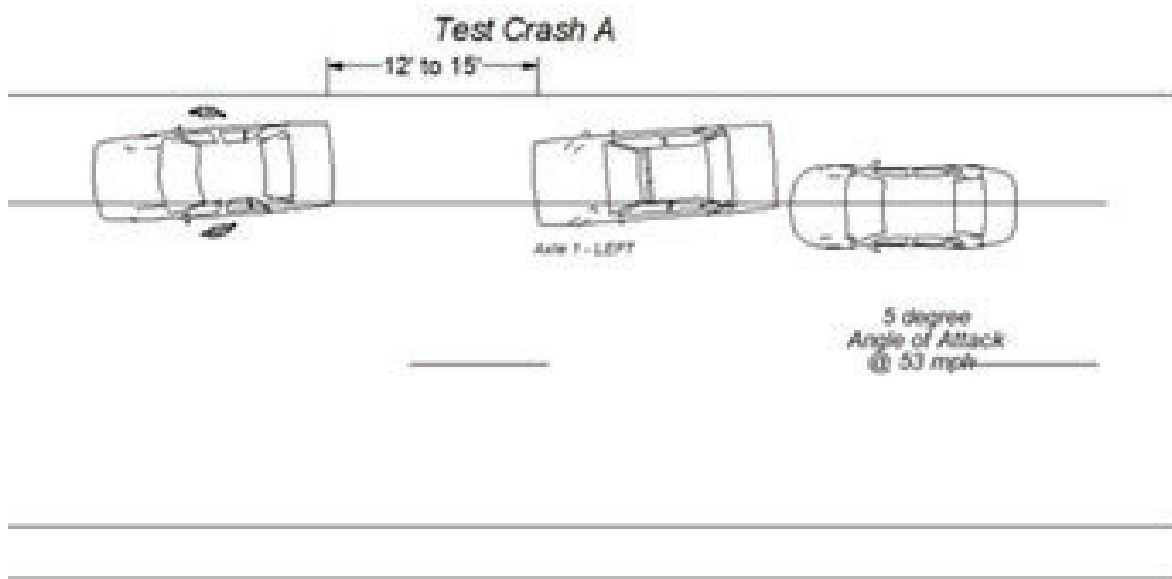 Test Crash A
12' to 15'
Axle 1 - LEFT
5 degree
Angle of Attack
@ 53 mph